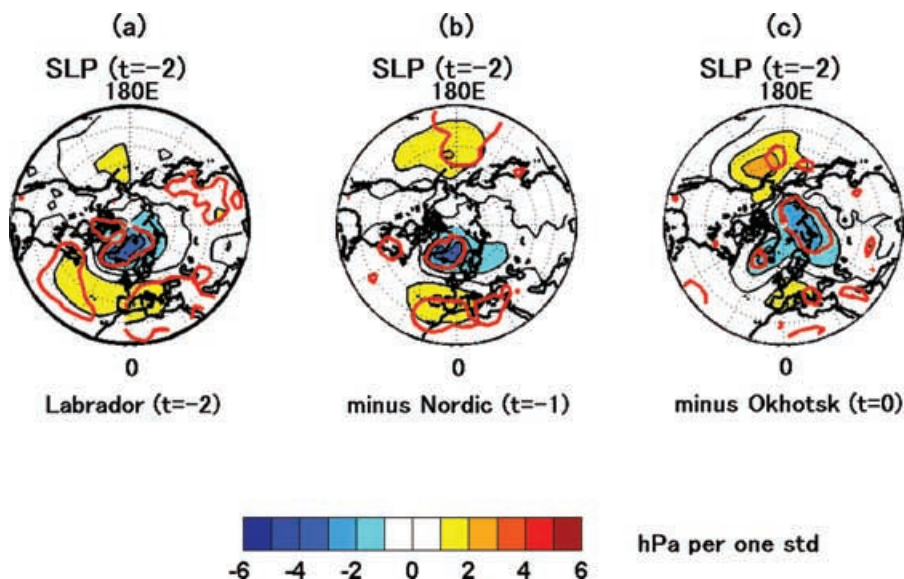 (a) (b) (c)
SLP (t=-2) SLP (t=-2) SLP (t=-2)
180E 180E 180E
0 0 0
Labrador (t=-2) minus Nordic (t=-1) minus Okhotsk (t=0)
hPa per one std
-6 -4 -2 0 2 4 6